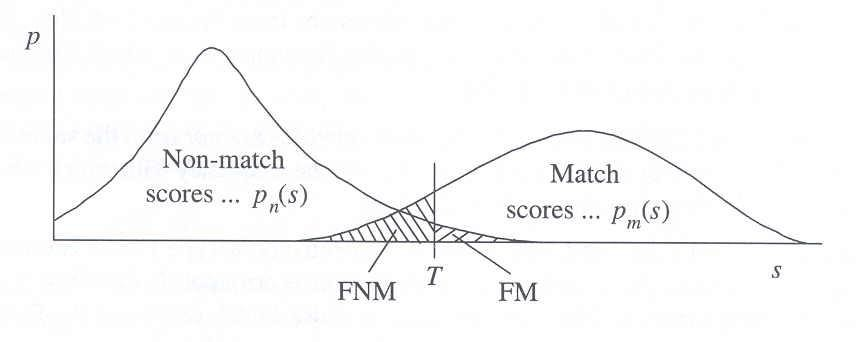 p
Non-match
scores ... pₙ(s)
Match
scores ... pₘ(s)
FNM
T
FM
s